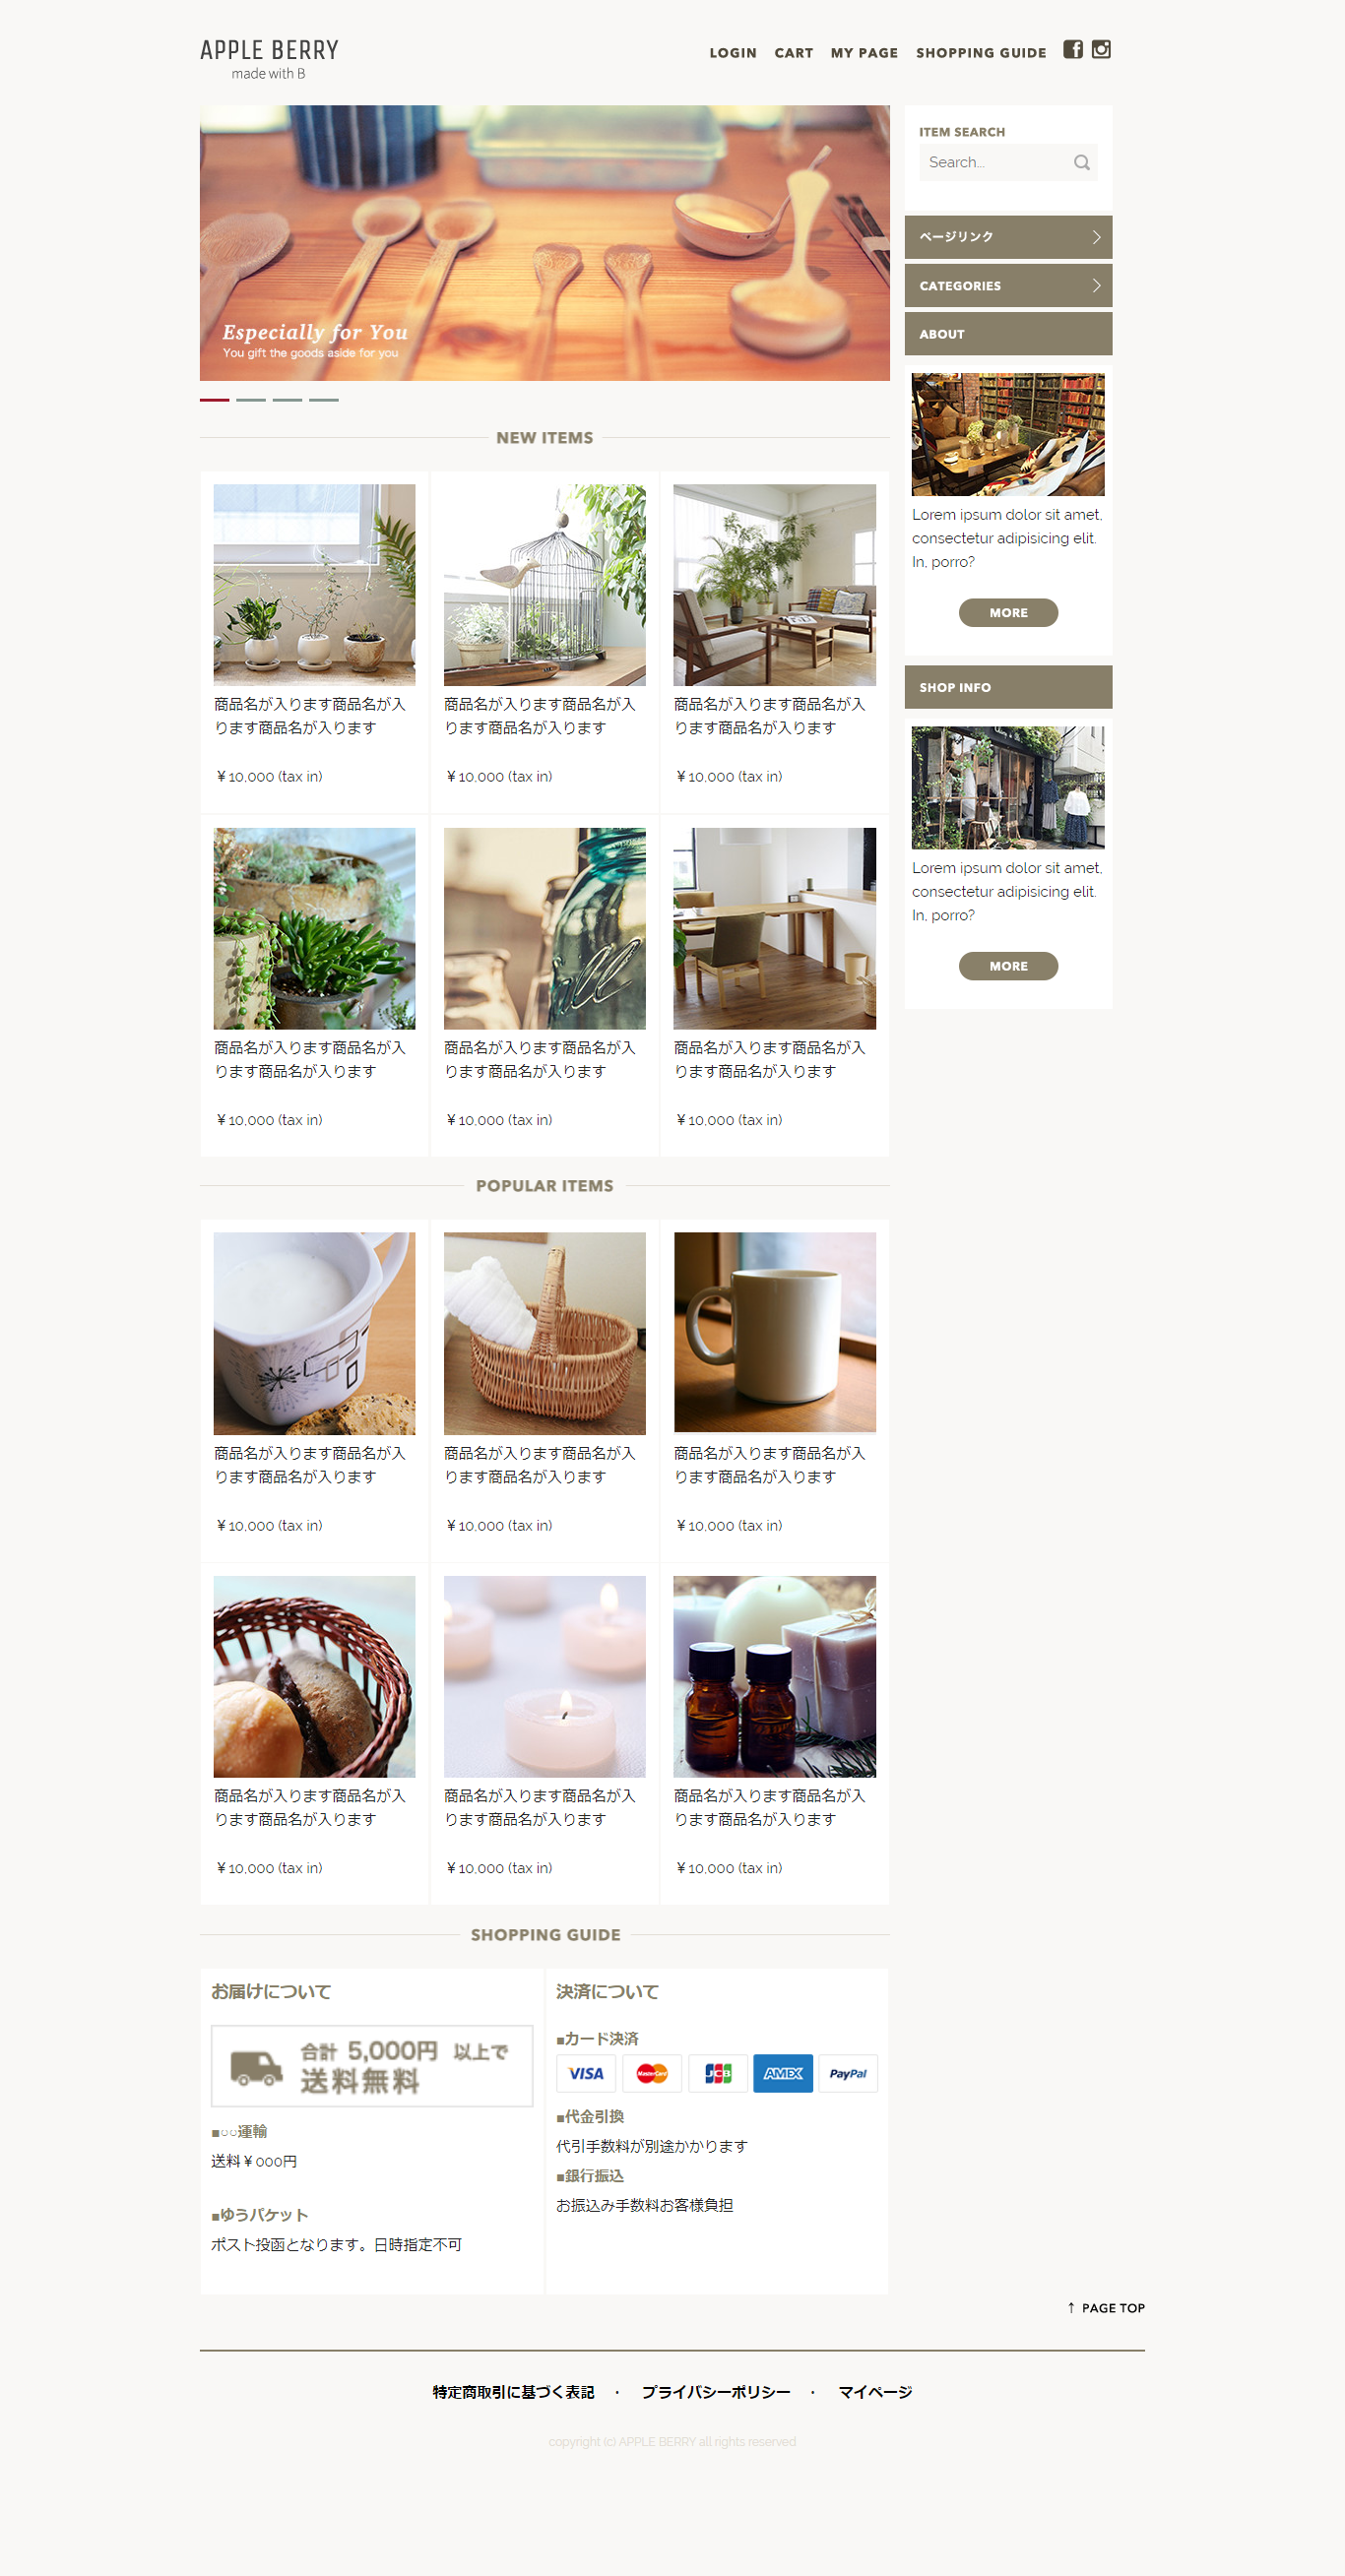 APPLE BERRY
made with B
LOGIN
CART
MY PAGE
SHOPPING GUIDE
Especially for You
You gift the goods aside for you
ITEM SEARCH
Search...
ページリンク
CATEGORIES
ABOUT
Lorem ipsum dolor sit amet,
consectetur adipisicing elit.
In, porro?
MORE
SHOP INFO
Lorem ipsum dolor sit amet,
consectetur adipisicing elit.
In, porro?
MORE
NEW ITEMS
商品名が入ります商品名が入
ります商品名が入ります
￥10,000 (tax in)
商品名が入ります商品名が入
ります商品名が入ります
￥10,000 (tax in)
商品名が入ります商品名が入
ります商品名が入ります
￥10,000 (tax in)
商品名が入ります商品名が入
ります商品名が入ります
￥10,000 (tax in)
商品名が入ります商品名が入
ります商品名が入ります
￥10,000 (tax in)
商品名が入ります商品名が入
ります商品名が入ります
￥10,000 (tax in)
POPULAR ITEMS
商品名が入ります商品名が入
ります商品名が入ります
￥10,000 (tax in)
商品名が入ります商品名が入
ります商品名が入ります
￥10,000 (tax in)
商品名が入ります商品名が入
ります商品名が入ります
￥10,000 (tax in)
商品名が入ります商品名が入
ります商品名が入ります
￥10,000 (tax in)
商品名が入ります商品名が入
ります商品名が入ります
￥10,000 (tax in)
商品名が入ります商品名が入
ります商品名が入ります
￥10,000 (tax in)
SHOPPING GUIDE
お届けについて
合計 5,000円 以上で
送料無料
■○○運輸
送料￥000円
■ゆうパケット
ポスト投函となります。日時指定不可
決済について
■カード決済
VISA
MasterCard
JCB
AMEX
PayPal
■代金引換
代引手数料が別途かかります
■銀行振込
お振込み手数料お客様負担
↑ PAGE TOP
特定商取引に基づく表記 ・ プライバシーポリシー ・ マイページ
copyright (c) APPLE BERRY all rights reserved